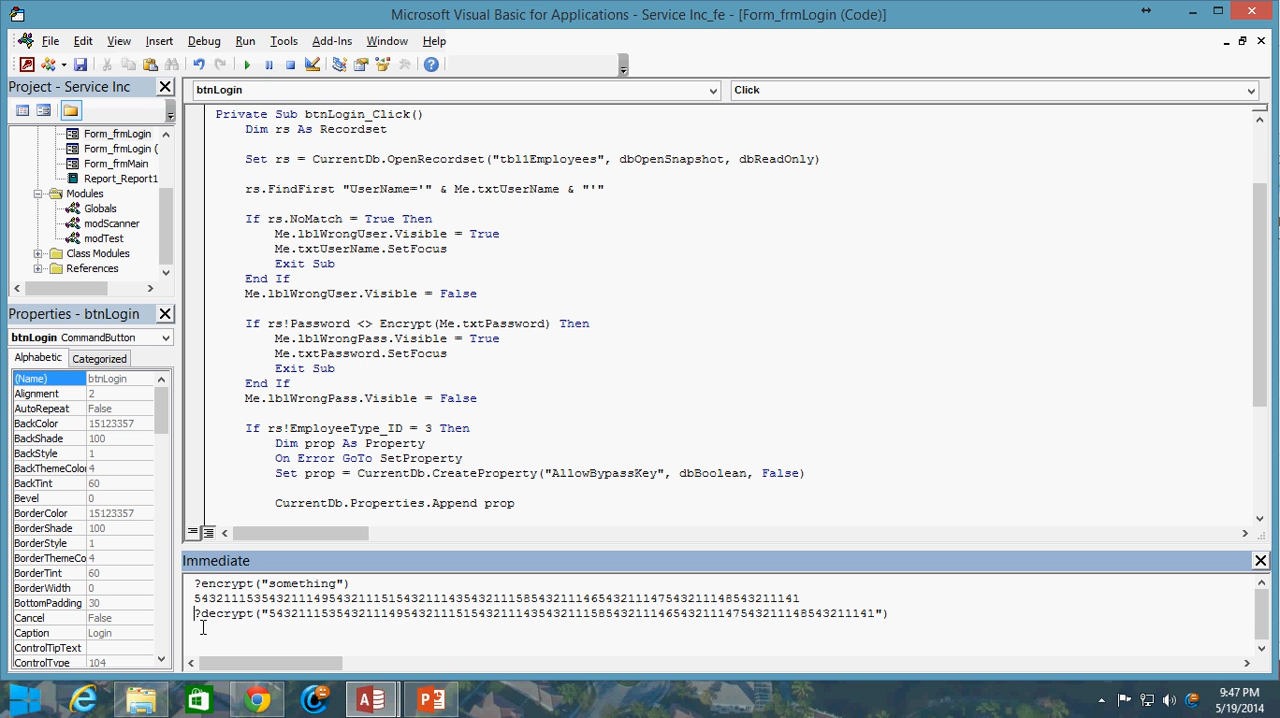 Microsoft Visual Basic for Applications - Service Inc_fe - [Form_frmLogin (Code)]
File Edit View Insert Format Debug Run Tools Add-Ins Window Help
Project - Service Inc
btnLogin
Click
Form_frmLogin
Form_frmLogin (
Form_frmMain
Report_Report1
Modules
Globals
modScanner
modTest
Class Modules
References
Properties - btnLogin
btnLogin CommandButton
Alphabetic Categorized
(Name) btnLogin
Alignment 2
AutoRepeat False
BackColor 15123357
BackShade 100
BackStyle 1
BackThemeColor 4
BackTint 60
Bevel 0
BorderColor 15123357
BorderShade 100
BorderStyle 1
BorderThemeCo 4
BorderTint 60
BorderWidth 0
BottomPadding 30
Cancel False
Caption Login
ControlTipText
ControlType 104
Private Sub btnLogin_Click()
Dim rs As Recordset
Set rs = CurrentDb.OpenRecordset("tbl1Employees", dbOpenSnapshot, dbReadOnly)
rs.FindFirst "UserName='" & Me.txtUserName & "'"
If rs.NoMatch = True Then
Me.lblWrongUser.Visible = True
Me.txtUserName.SetFocus
Exit Sub
End If
Me.lblWrongUser.Visible = False
If rs!Password <> Encrypt(Me.txtPassword) Then
Me.lblWrongPass.Visible = True
Me.txtPassword.SetFocus
Exit Sub
End If
Me.lblWrongPass.Visible = False
If rs!EmployeeType_ID = 3 Then
Dim prop As Property
On Error GoTo SetProperty
Set prop = CurrentDb.CreateProperty("AllowBypassKey", dbBoolean, False)
CurrentDb.Properties.Append prop
Immediate
?encrypt("something")
543211153543211149543211151543211143543211158543211146543211147543211148543211141
?decrypt("543211153543211149543211151543211143543211158543211146543211147543211148543211141")
9:47 PM
5/19/2014